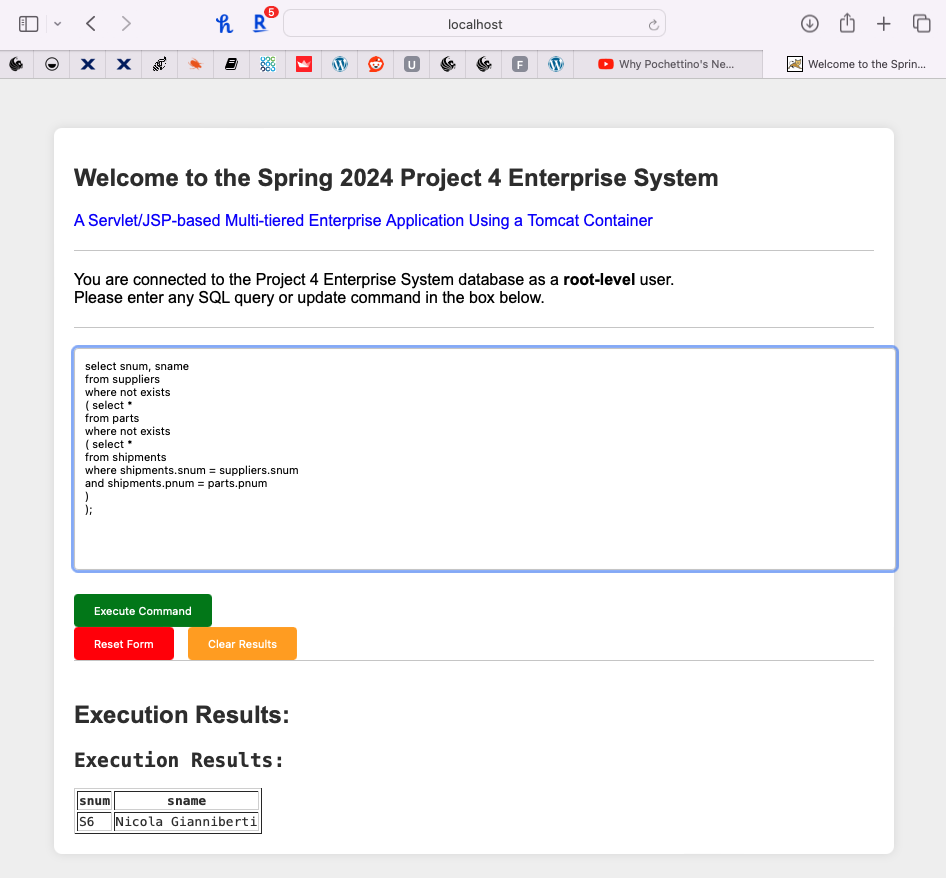 5
localhost
U
F
Why Pochettino's Ne...
Welcome to the Sprin...
Welcome to the Spring 2024 Project 4 Enterprise System
A Servlet/JSP-based Multi-tiered Enterprise Application Using a Tomcat Container
You are connected to the Project 4 Enterprise System database as a root-level user.
Please enter any SQL query or update command in the box below.
select snum, sname
from suppliers
where not exists
( select *
from parts
where not exists
( select *
from shipments
where shipments.snum = suppliers.snum
and shipments.pnum = parts.pnum
)
);
Execute Command
Reset Form Clear Results
Execution Results:
Execution Results:
snum sname
S6 Nicola Gianniberti